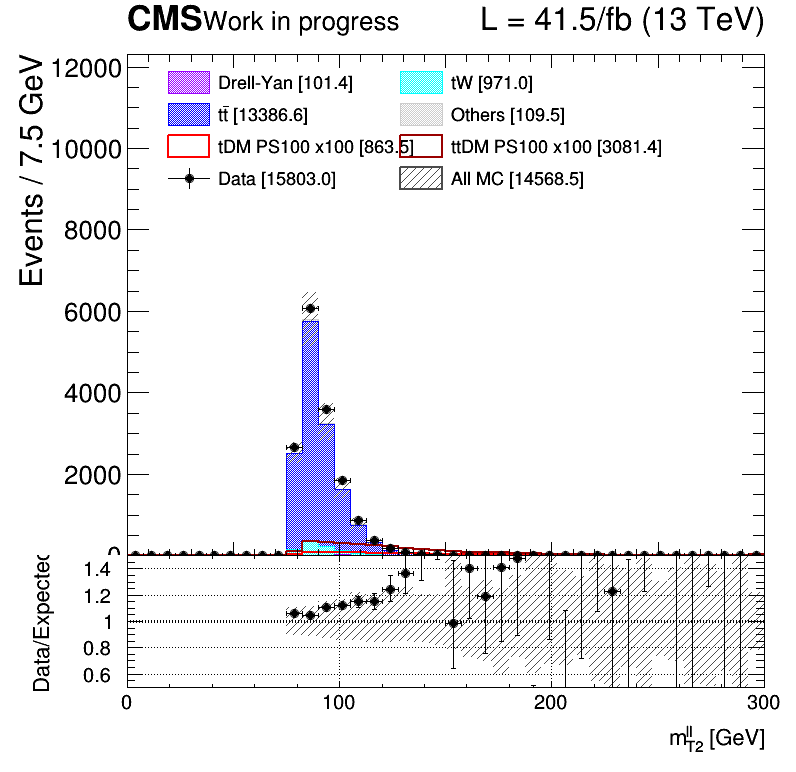 CMS Work in progress L = 41.5/fb (13 TeV)
Events / 7.5 GeV
12000
10000
8000
6000
4000
2000
0
Drell-Yan [101.4]
tW [971.0]
tt̄ [13386.6]
Others [109.5]
tDM PS100 x100 [863.5]
ttDM PS100 x100 [3081.4]
Data [15803.0]
All MC [14568.5]
Data/Expected
1.4
1.2
1
0.8
0.6
0 100 200 300
m_{T2}^{ll} [GeV]